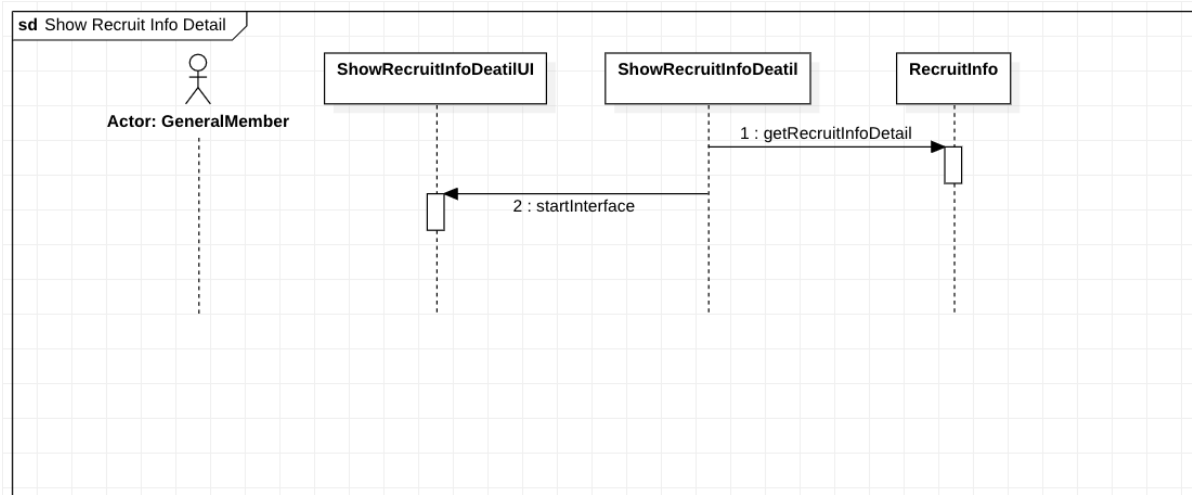 sd Show Recruit Info Detail
ShowRecruitInfoDeatilUI
ShowRecruitInfoDeatil
RecruitInfo
Actor: GeneralMember
1 : getRecruitInfoDetail
2 : startInterface